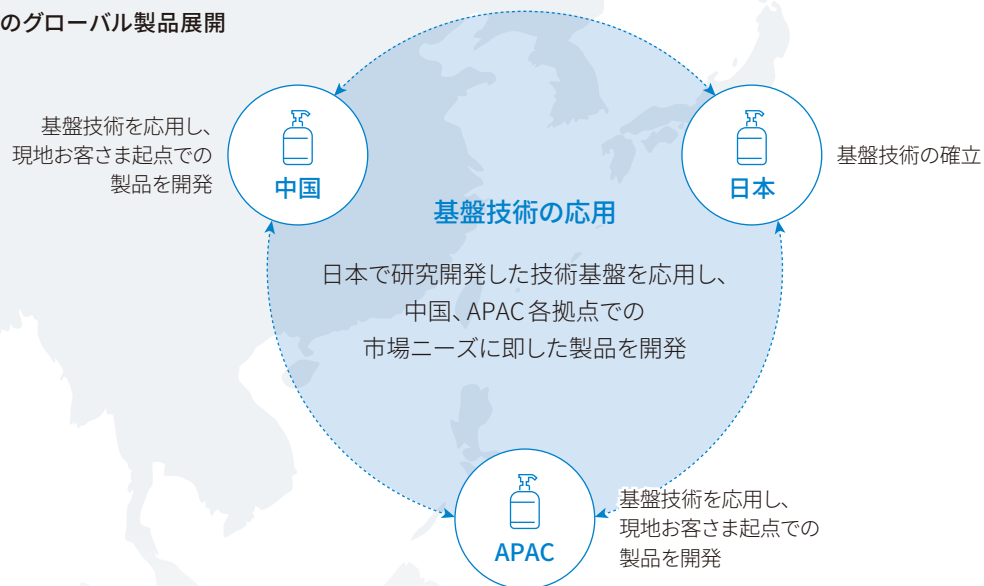 のグローバル製品展開
基盤技術を応用し、
現地お客さま起点での
製品を開発
中国
日本
基盤技術の確立
基盤技術の応用
日本で研究開発した技術基盤を応用し、
中国、APAC各拠点での
市場ニーズに即した製品を開発
APAC
基盤技術を応用し、
現地お客さま起点での
製品を開発